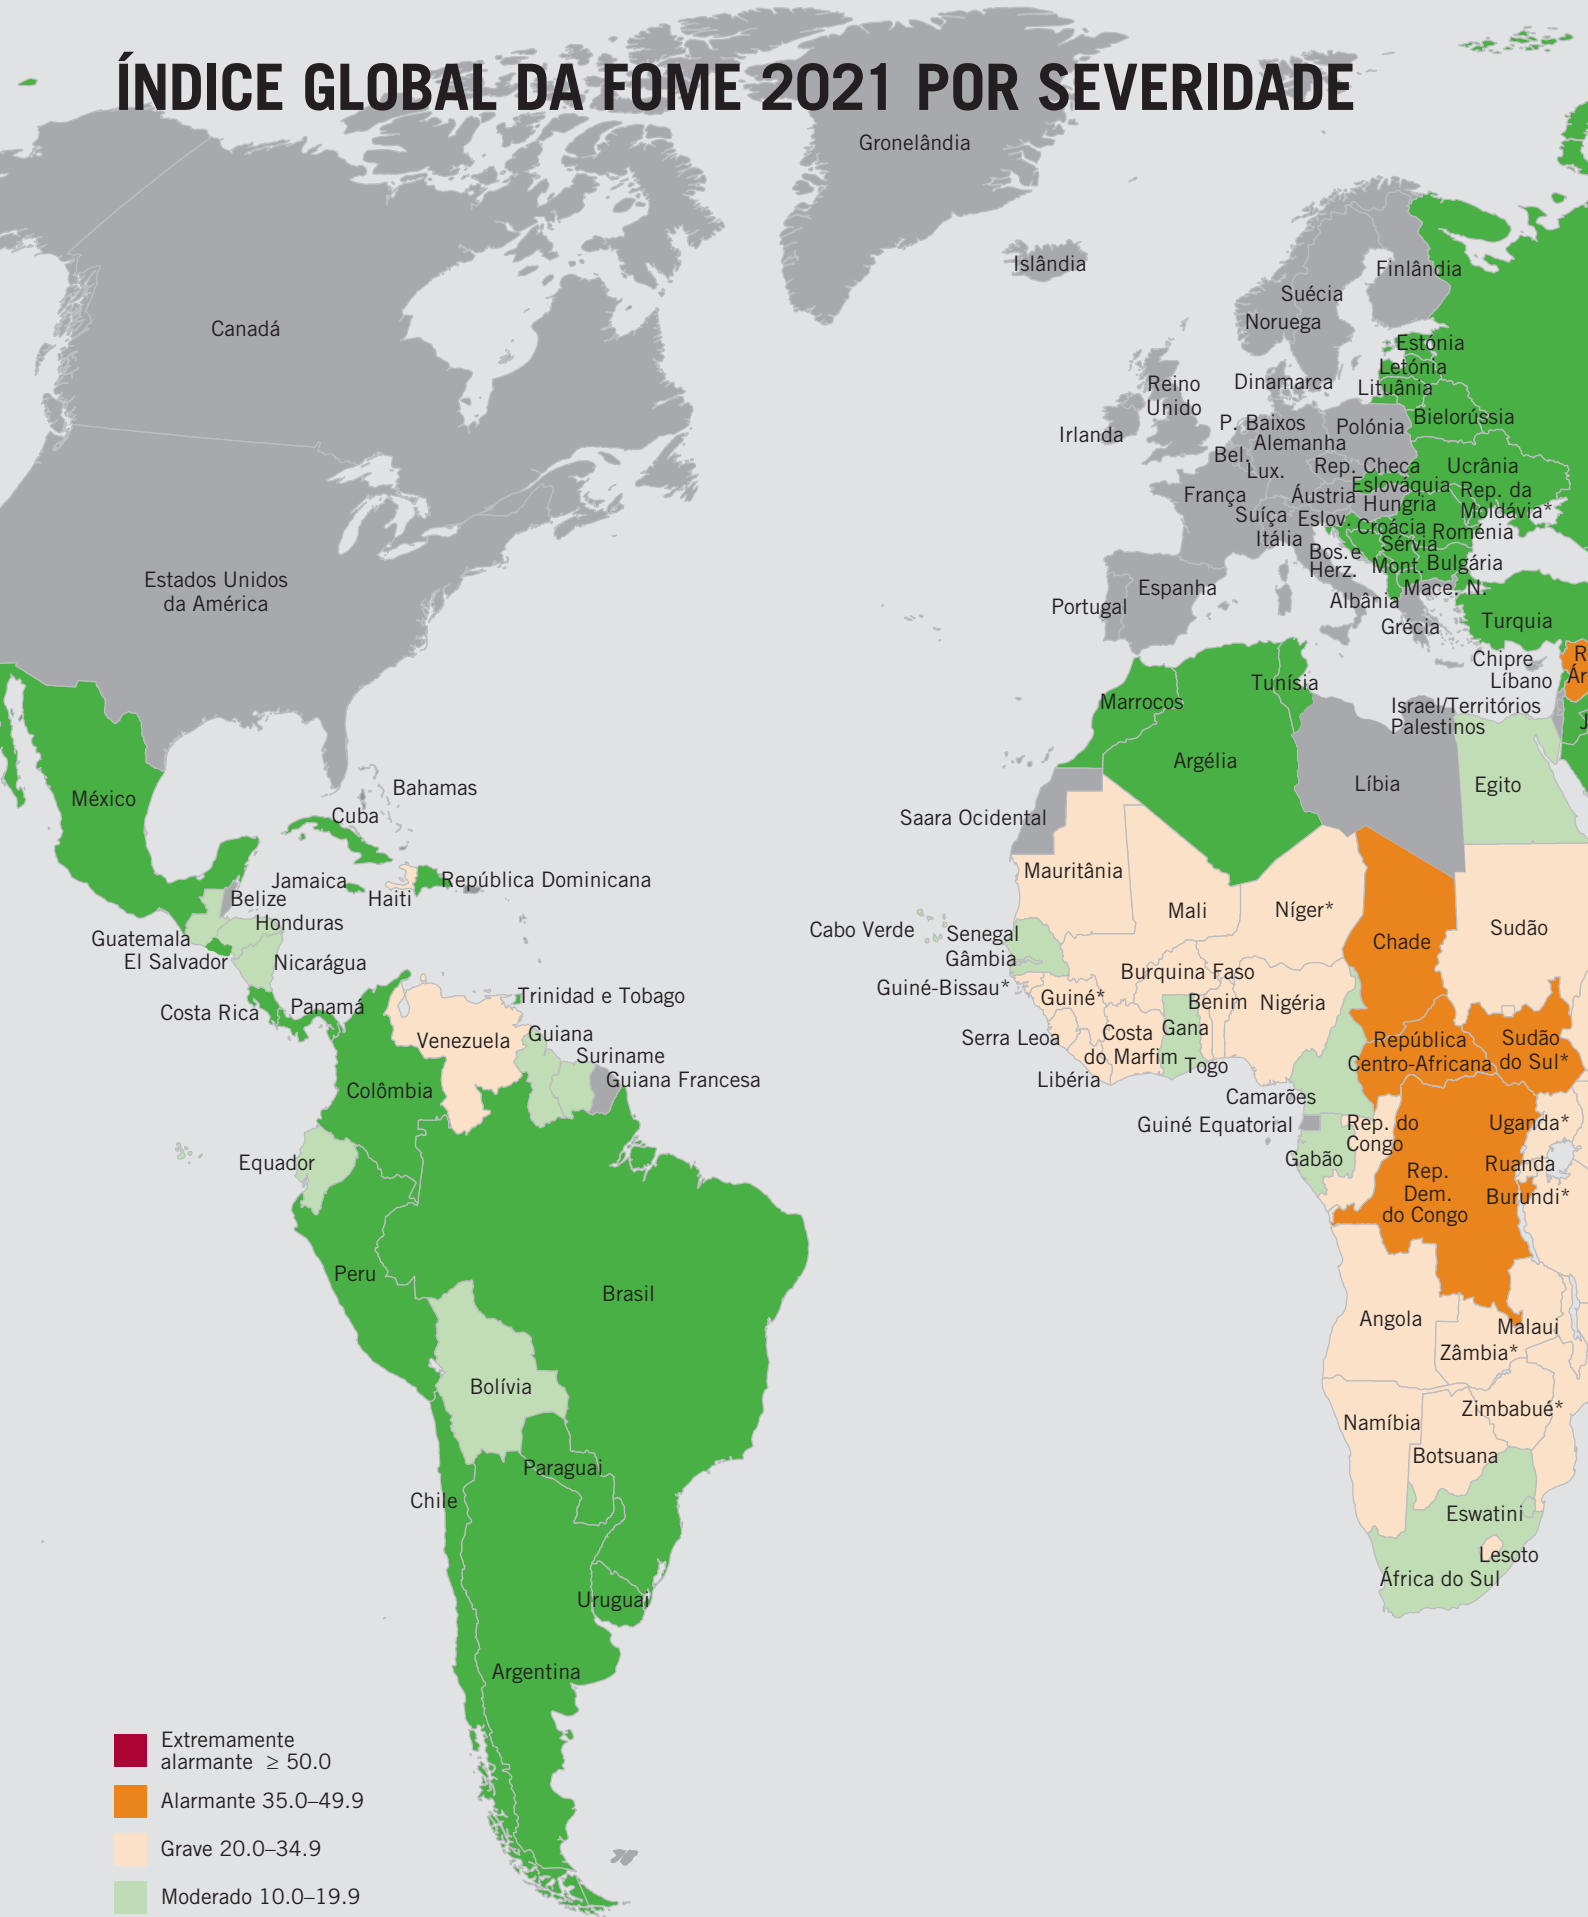 ÍNDICE GLOBAL DA FOME 2021 POR SEVERIDADE
Gronelândia
Islândia
Finlândia
Suécia
Noruega
Canadá
Estónia
Letónia
Lituânia
Dinamarca
Reino
Unido
Irlanda
P. Baixos
Polónia
Bielorrússia
Alemanha
Bel.
Lux.
Rep. Checa
Ucrânia
Eslováquia
Rep. da
Moldávia*
França
Áustria
Hungria
Suíça
Eslov.
Croácia
Roménia
Itália
Sérvia
Bos. e
Herz.
Mont.
Bulgária
Mace. N.
Espanha
Portugal
Albânia
Grécia
Turquia
Estados Unidos
da América
Chipre
Líbano
R
Ár
Israel/Territórios
Palestinos
J
Tunísia
Marrocos
Argélia
Líbia
Egito
México
Bahamas
Cuba
Saara Ocidental
Jamaica
Haiti
República Dominicana
Belize
Honduras
Guatemala
El Salvador
Nicarágua
Costa Rica
Panamá
Trinidad e Tobago
Mauritânia
Mali
Níger*
Chade
Sudão
Cabo Verde
Senegal
Gâmbia
Guiné-Bissau*
Guiné*
Burquina Faso
Benim
Nigéria
Serra Leoa
Costa
do Marfim
Gana
Togo
Libéria
República
Centro-Africana
Sudão
do Sul*
Camarões
Guiné Equatorial
Rep. do
Congo
Gabão
Uganda*
Ruanda
Burundi*
Rep.
Dem.
do Congo
Venezuela
Guiana
Suriname
Guiana Francesa
Colômbia
Equador
Peru
Brasil
Bolívia
Paraguai
Chile
Uruguai
Argentina
Angola
Malaui
Zâmbia*
Zimbabué*
Namíbia
Botsuana
Eswatini
Lesoto
África do Sul
Extremamente
alarmante ≥ 50.0
Alarmante 35.0–49.9
Grave 20.0–34.9
Moderado 10.0–19.9